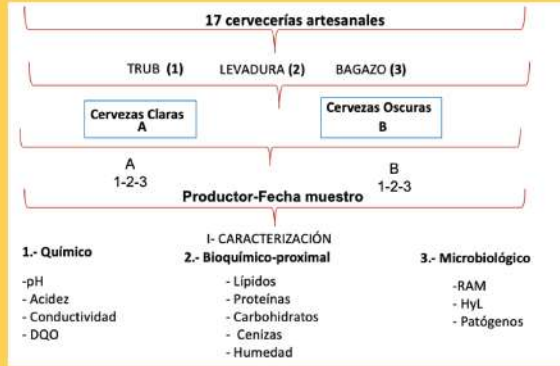 17 cervecerías artesanales
TRUB (1) LEVADURA (2) BAGAZO (3)
Cervezas Claras
A
Cervezas Oscuras
B
A
1-2-3
B
1-2-3
Productor-Fecha muestro
I- CARACTERIZACIÓN
1.- Químico
-pH
- Acidez
- Conductividad
- DQO
2.- Bioquímico-proximal
- Lípidos
- Proteínas
- Carbohidratos
- Cenizas
- Humedad
3.- Microbiológico
-RAM
- HyL
- Patógenos